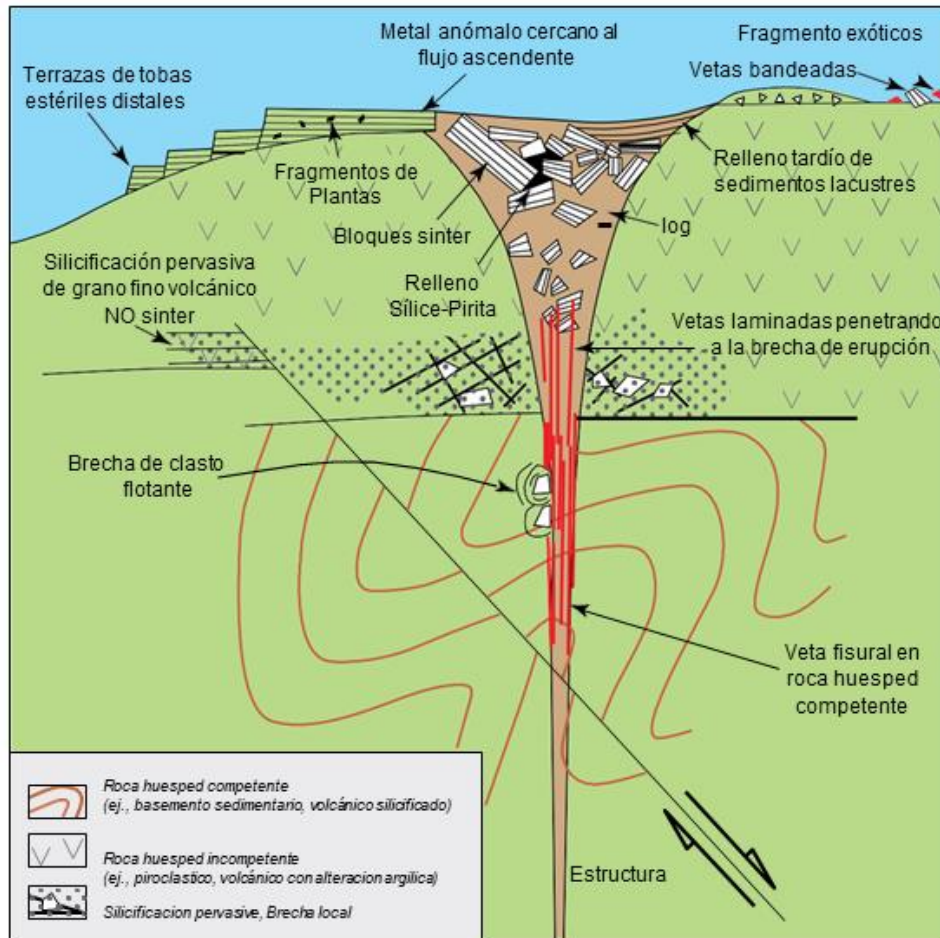 Metal anómalo cercano al
flujo ascendente
Fragmento exóticos
Vetas bandeadas
Terrazas de tobas
estériles distales
Fragmentos de
Plantas
Relleno tardío de
sedimentos lacustres
Bloques sinter
log
Silicificación pervasiva
de grano fino volcánico
NO sinter
Relleno
Sílice-Pirita
Vetas laminadas penetrando
a la brecha de erupción
Brecha de clasto
flotante
Veta fisural en
roca huesped
competente
Estructura
Roca huesped competente
(ej., basemento sedimentario, volcánico silicificado)
Roca huesped incompetente
(ej., piroclastico, volcánico con alteracion argilica)
Silicificacion pervasive, Brecha local